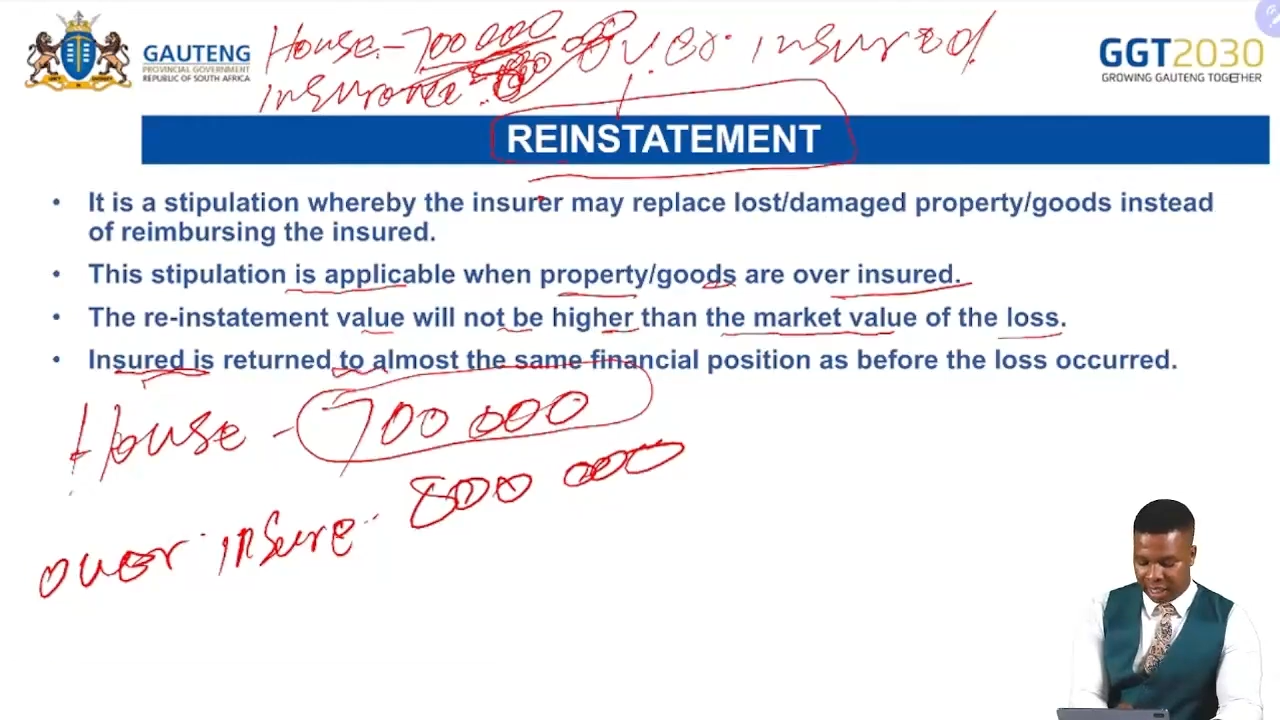 House - 700 000 Over insured
insurance 800 000
GAUTENG
PROVINCIAL GOVERNMENT
REPUBLIC OF SOUTH AFRICA
GGT2030
GROWING GAUTENG TOGETHER
REINSTATEMENT
• It is a stipulation whereby the insurer may replace lost/damaged property/goods instead
of reimbursing the insured.
• This stipulation is applicable when property/goods are over insured.
• The re-instatement value will not be higher than the market value of the loss.
• Insured is returned to almost the same financial position as before the loss occurred.
House - 700 000
over insure - 800 000